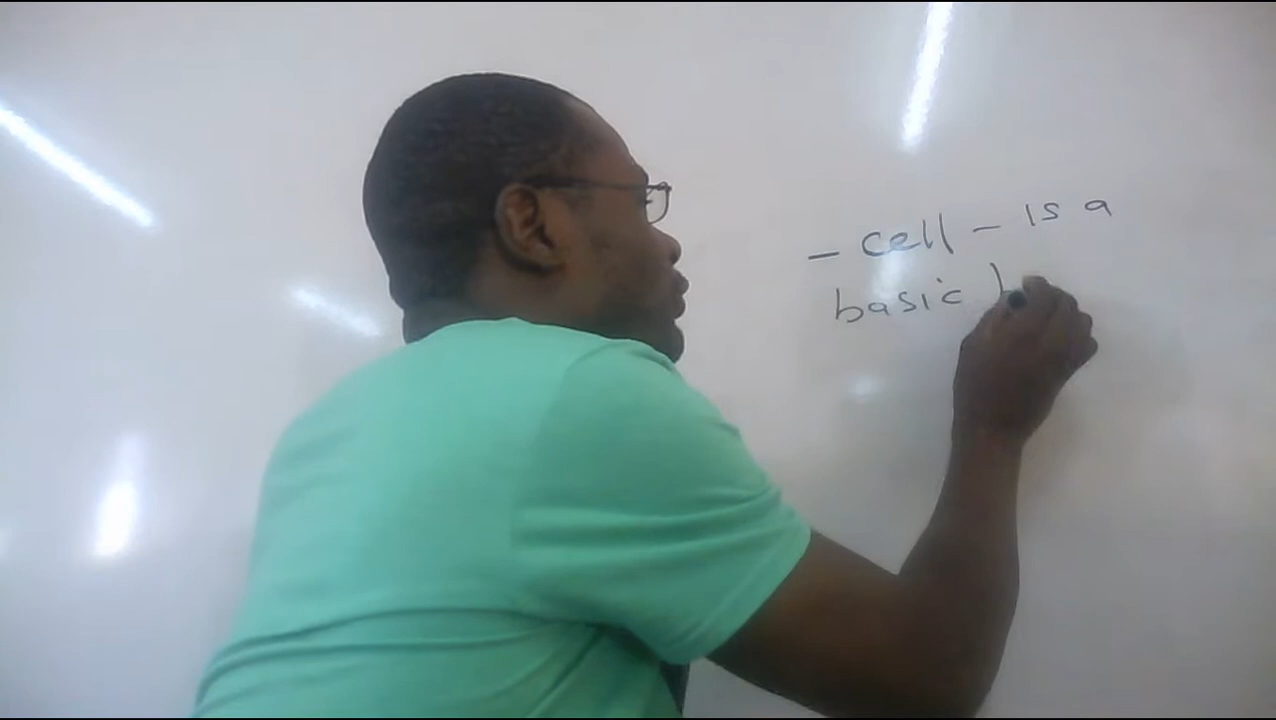 - cell - is a
basic